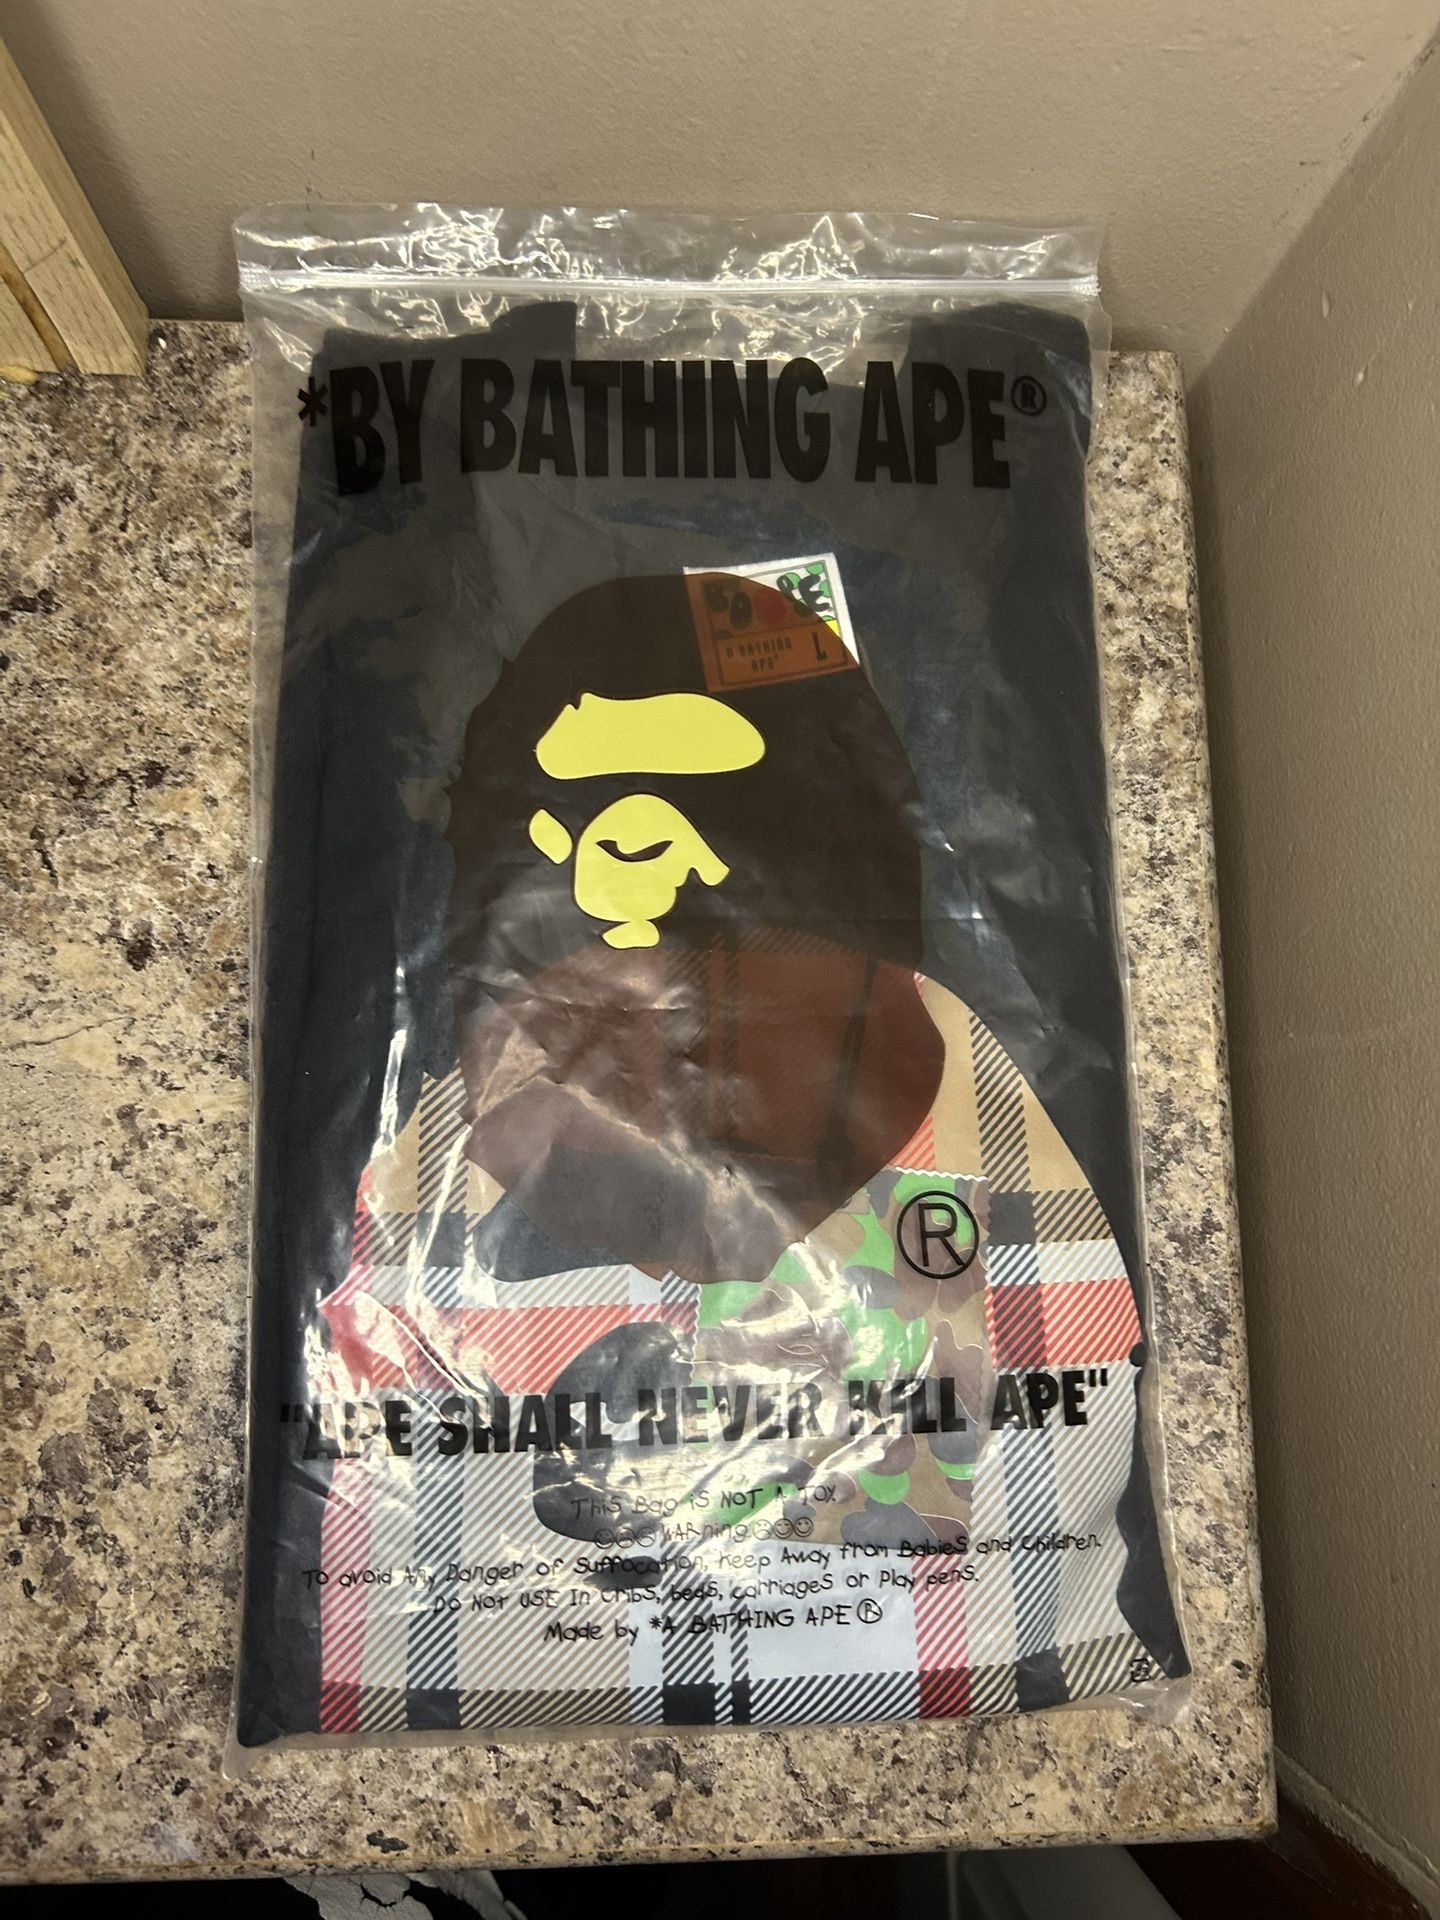 *BY BATHING APE®
BAPE
A BATHING
APE®
L
®
"APE SHALL NEVER KILL APE"
This Bag is NOT A TOY.
WARning
To avoid Any Danger of Suffocation, Keep Away from Babies and Children.
DO NOT USE In Cribs, beds, carriages or Play pens.
Made by *A BATHING APE®